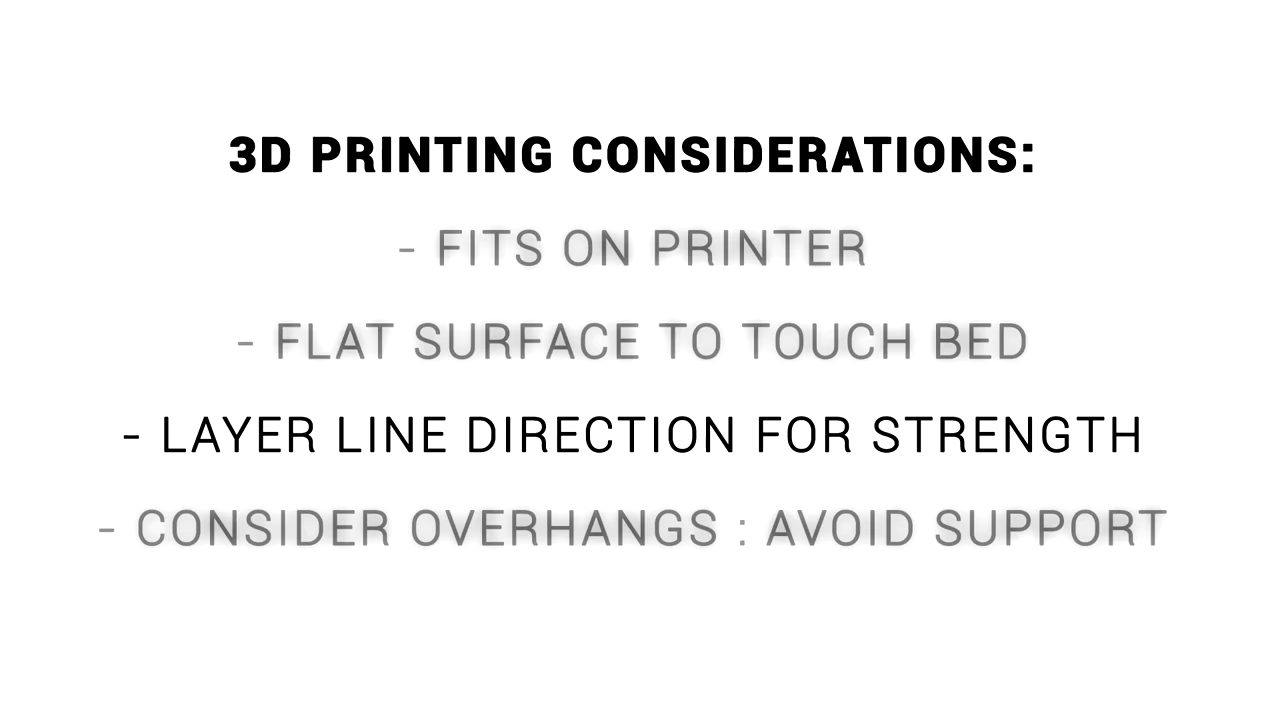 3D PRINTING CONSIDERATIONS:
- FITS ON PRINTER
- FLAT SURFACE TO TOUCH BED
- LAYER LINE DIRECTION FOR STRENGTH
- CONSIDER OVERHANGS : AVOID SUPPORT